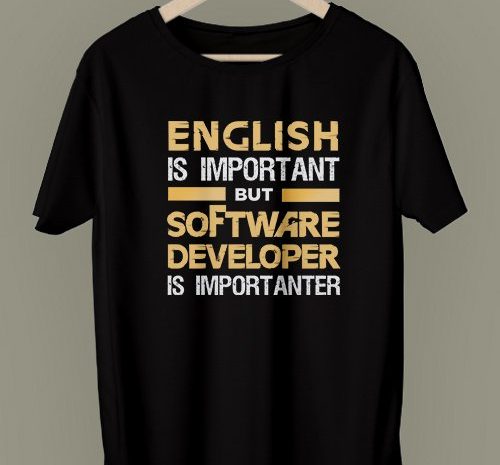 ENGLISH
IS IMPORTANT
BUT
SOFTWARE
DEVELOPER
IS IMPORTANTER